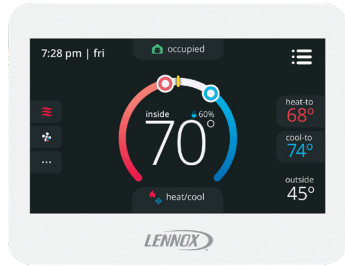 7:28 pm | fri
occupied
heat-to
68°
inside
60%
70°
cool-to
74°
outside
45°
heat/cool
LENNOX